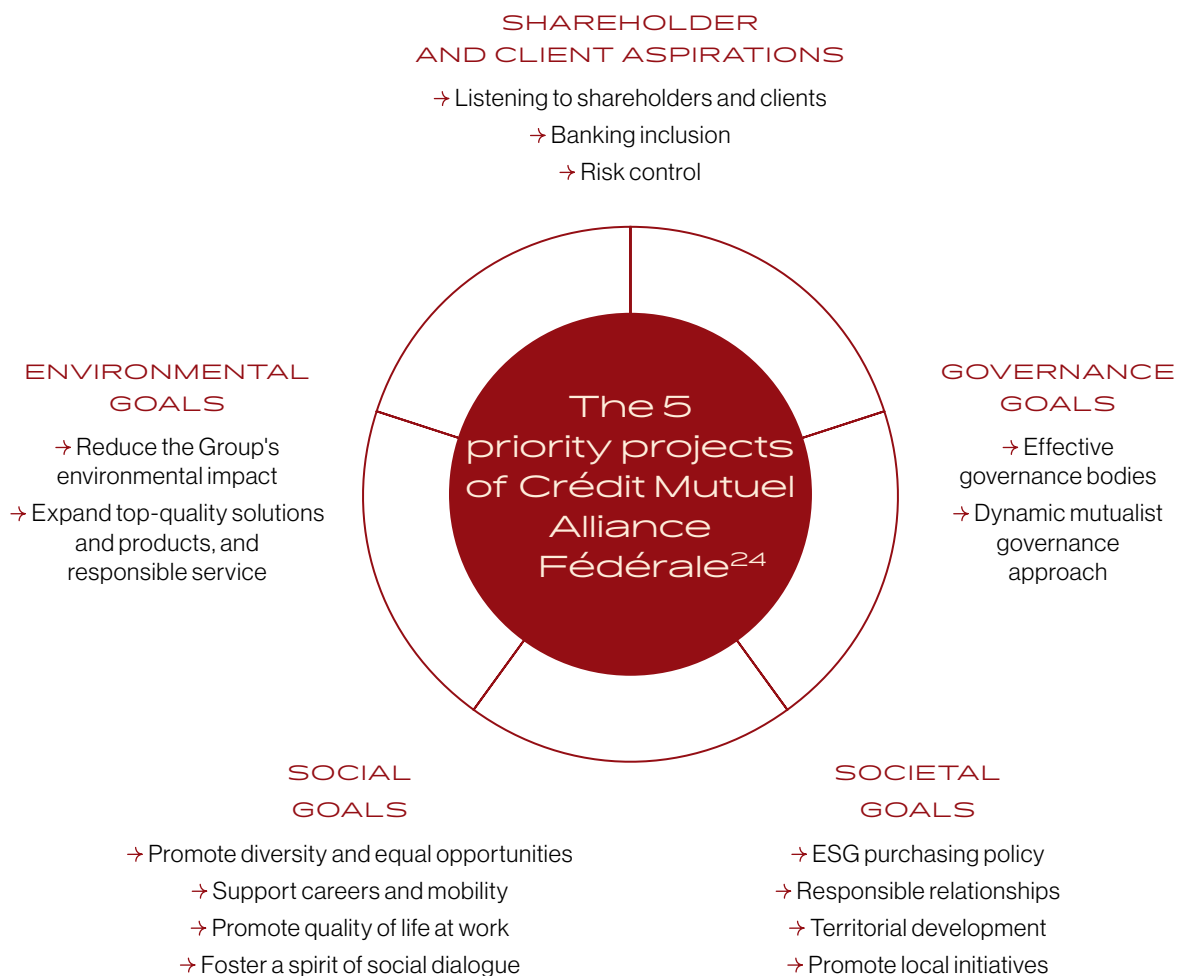 SHAREHOLDER
AND CLIENT ASPIRATIONS
→ Listening to shareholders and clients
→ Banking inclusion
→ Risk control
ENVIRONMENTAL
GOALS
→ Reduce the Group's
environmental impact
→ Expand top-quality solutions
and products, and
responsible service
The 5
priority projects
of Crédit Mutuel
Alliance
Fédérale²⁴
GOVERNANCE
GOALS
→ Effective
governance bodies
→ Dynamic mutualist
governance
approach
SOCIAL
GOALS
→ Promote diversity and equal opportunities
→ Support careers and mobility
→ Promote quality of life at work
→ Foster a spirit of social dialogue
SOCIETAL
GOALS
→ ESG purchasing policy
→ Responsible relationships
→ Territorial development
→ Promote local initiatives